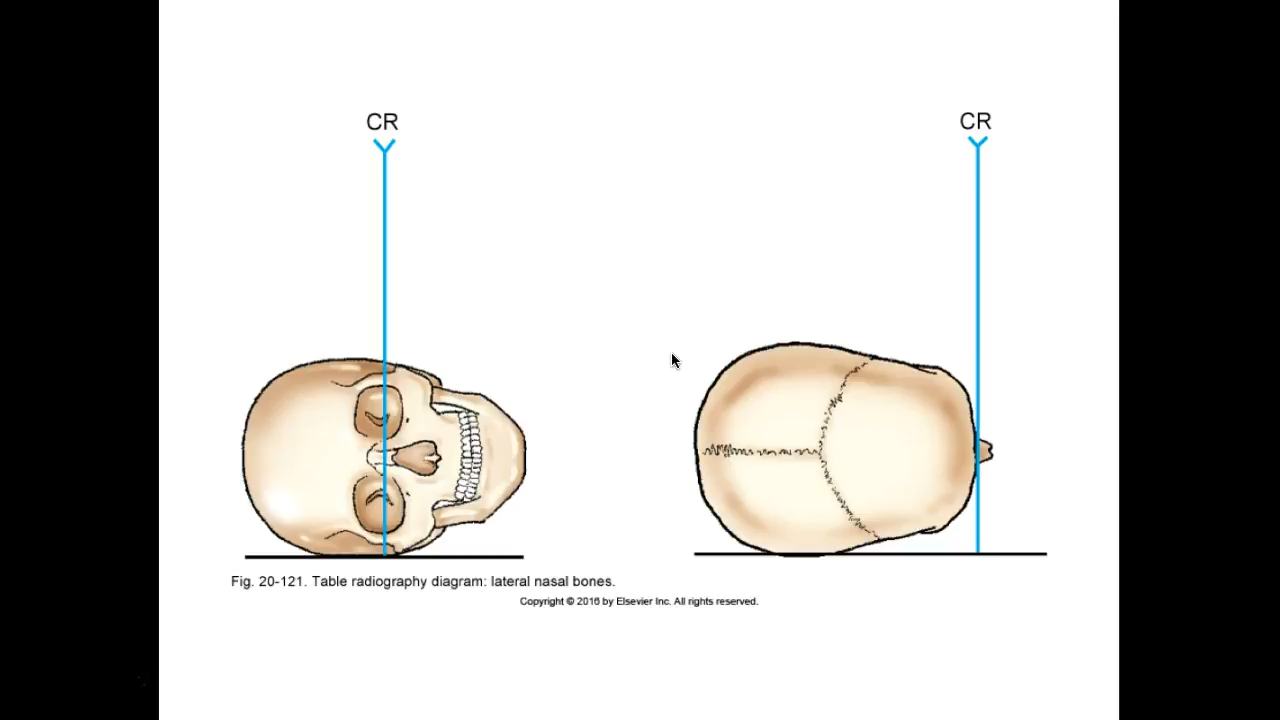 CR
CR
Fig. 20-121. Table radiography diagram: lateral nasal bones.
Copyright © 2016 by Elsevier Inc. All rights reserved.